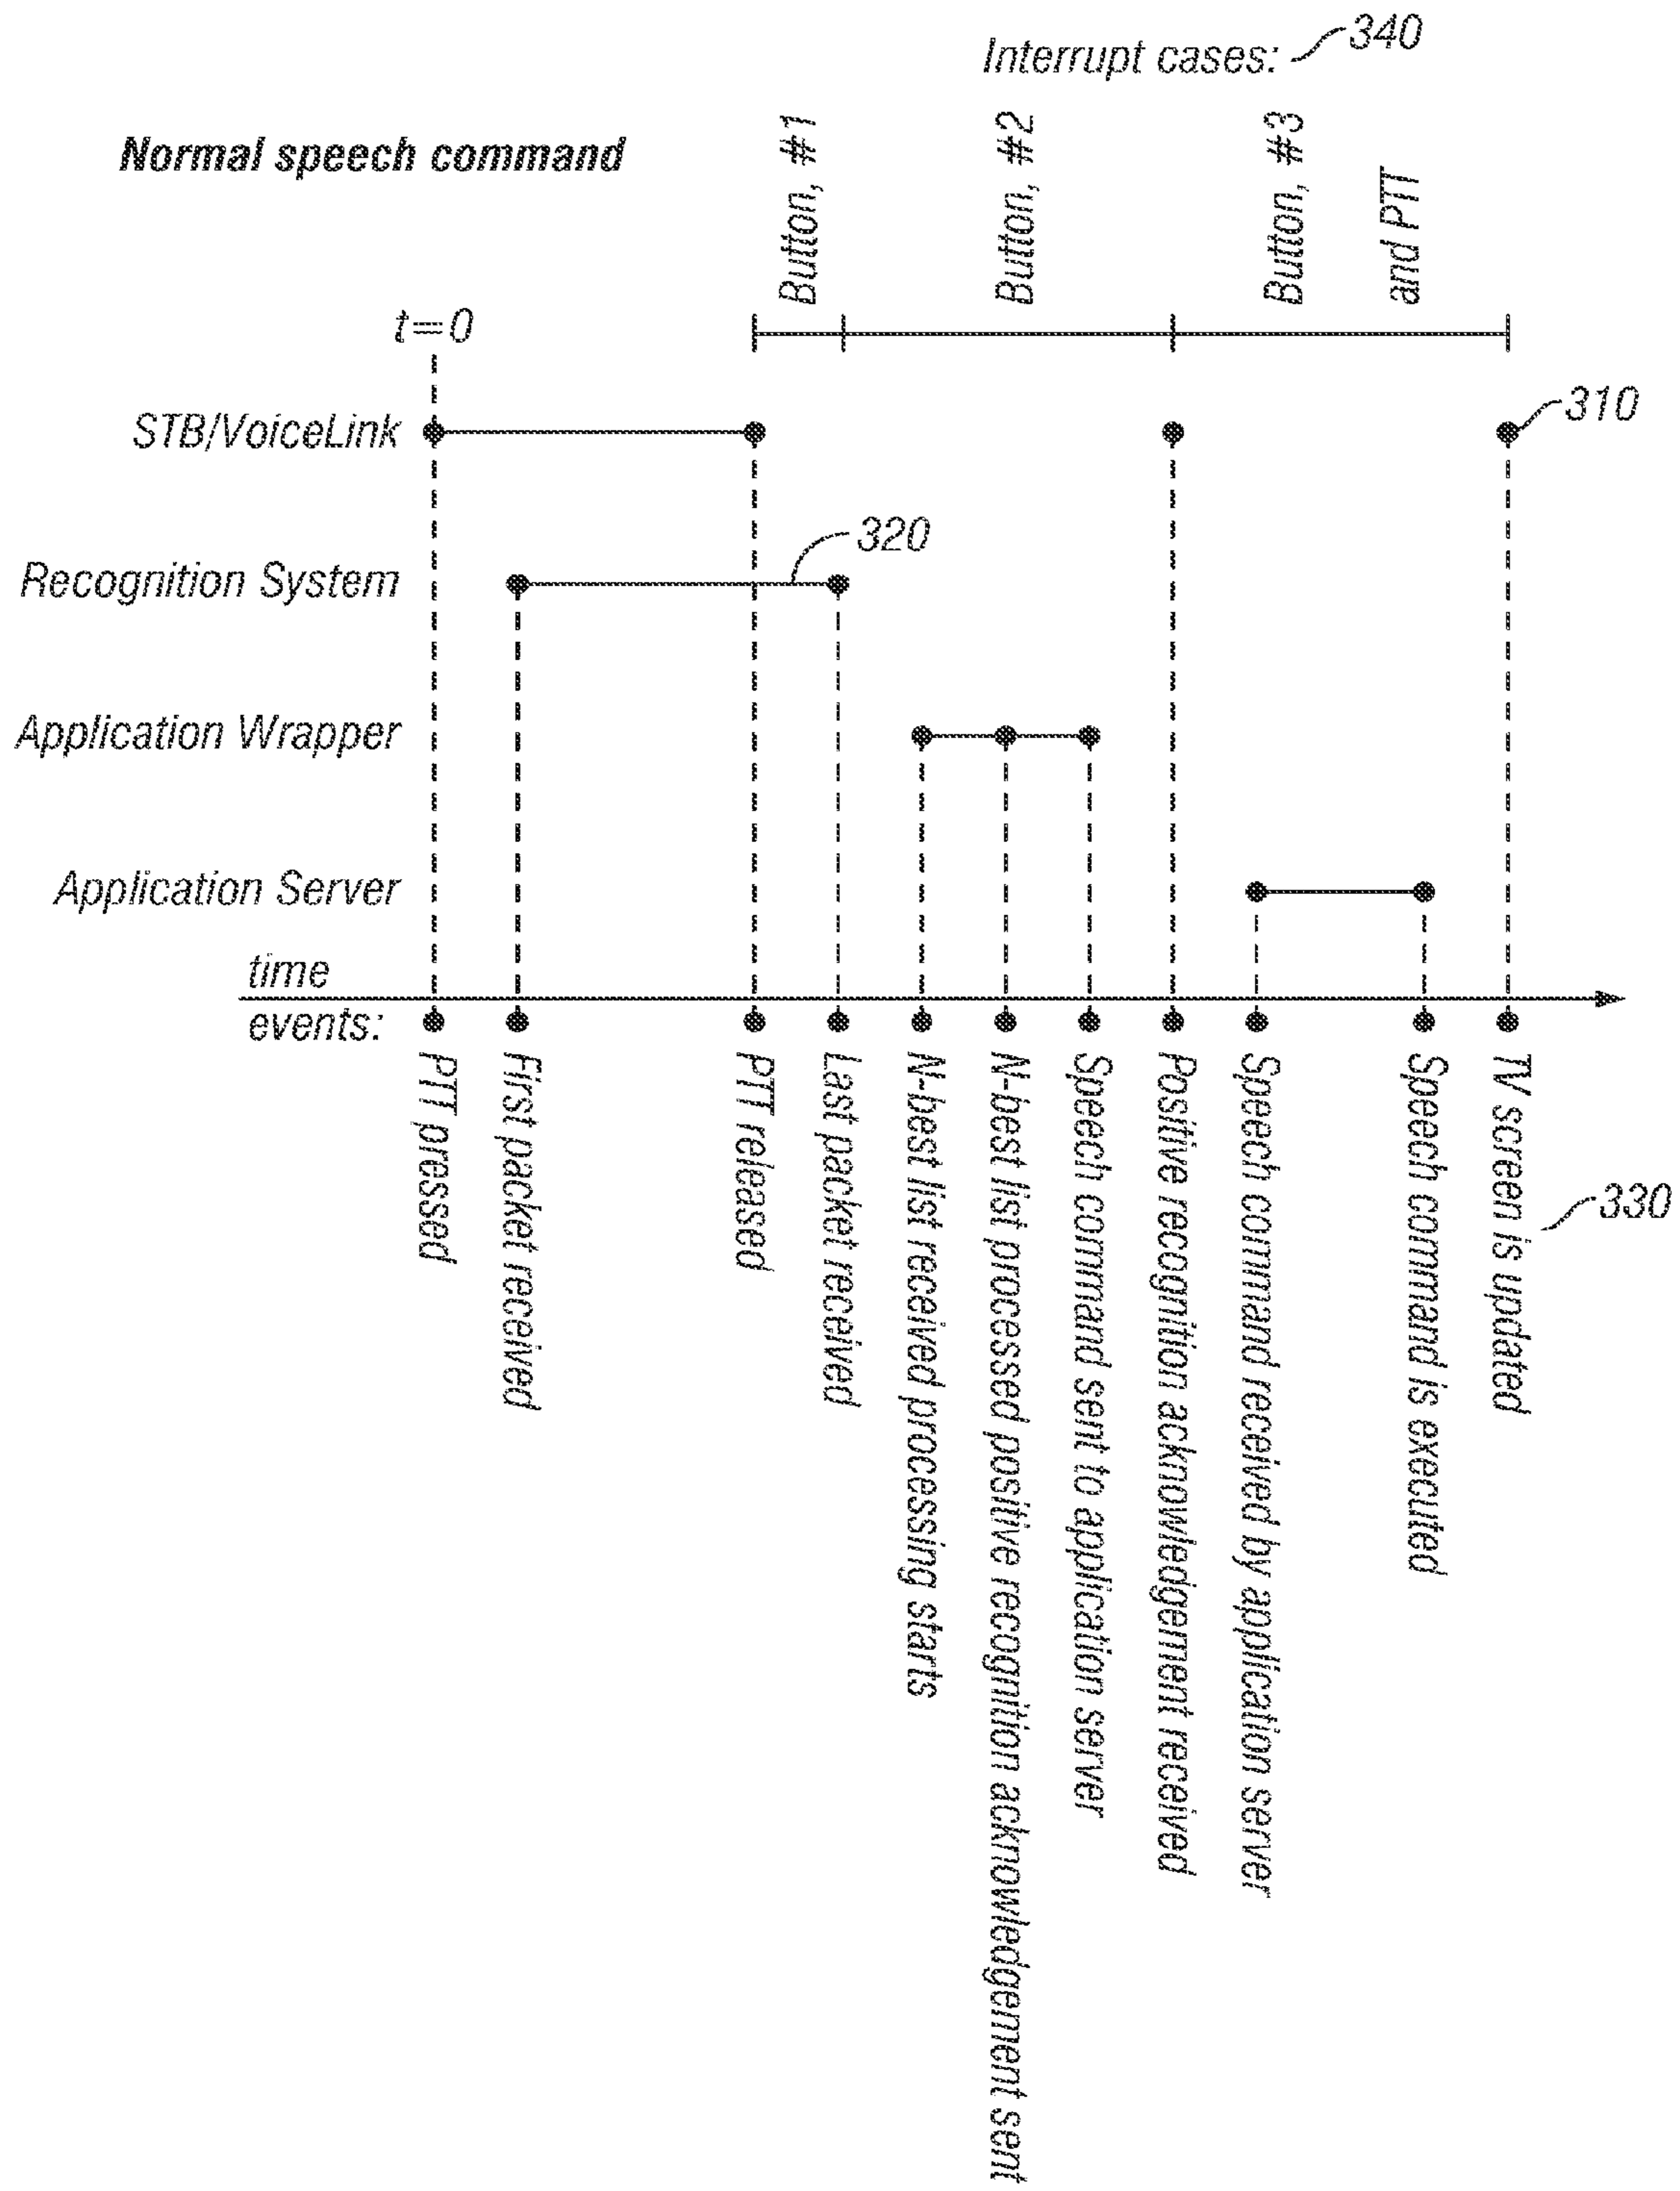 Interrupt cases: 340
Normal speech command
Button, #1
Button, #2
Button, #3
and PTT
t=0
STB/VoiceLink
310
Recognition System
320
Application Wrapper
Application Server
time
events:
PTT pressed
First packet received
PTT released
Last packet received
N-best list received processing starts
N-best list processed positive recognition acknowledgement sent
Speech command sent to application server
Positive recognition acknowledgement received
Speech command received by application server
Speech command is executed
TV screen is updated
330